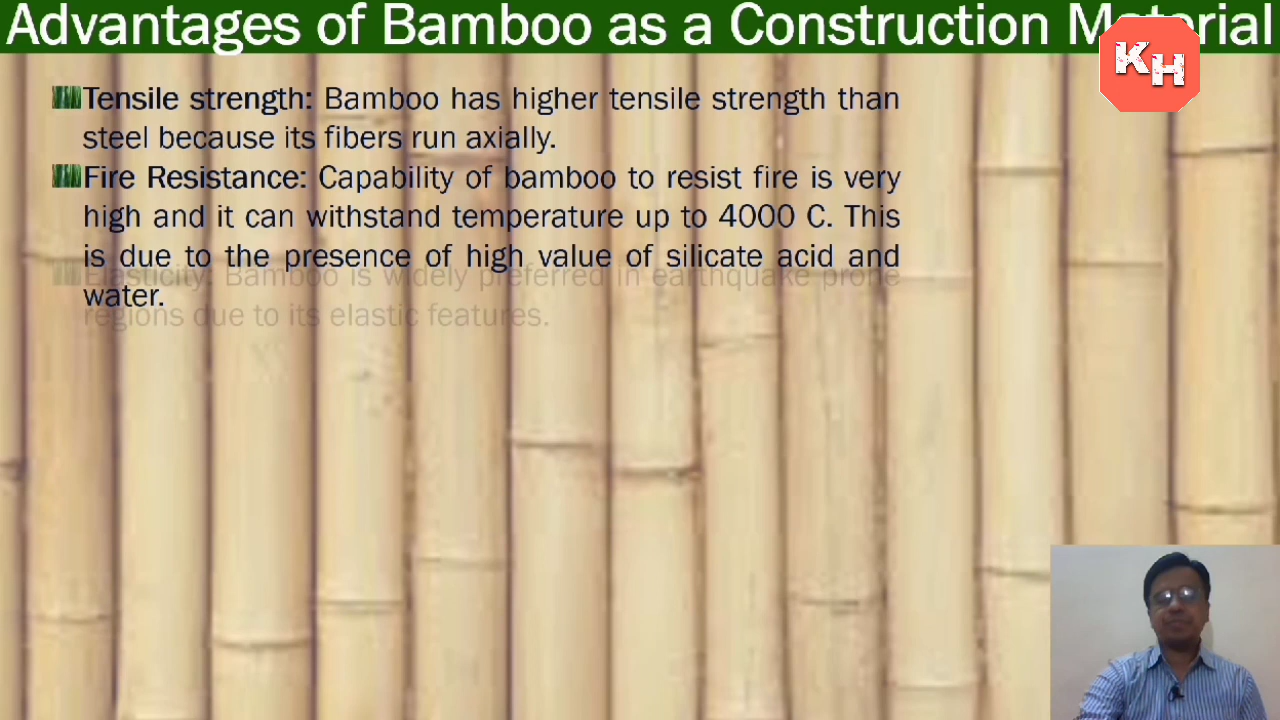 Advantages of Bamboo as a Construction Material
KH
Tensile strength: Bamboo has higher tensile strength than
steel because its fibers run axially.
Fire Resistance: Capability of bamboo to resist fire is very
high and it can withstand temperature up to 4000 C. This
is due to the presence of high value of silicate acid and
water.
Elasticity: Bamboo is widely preferred in earthquake prone
regions due to its elastic features.